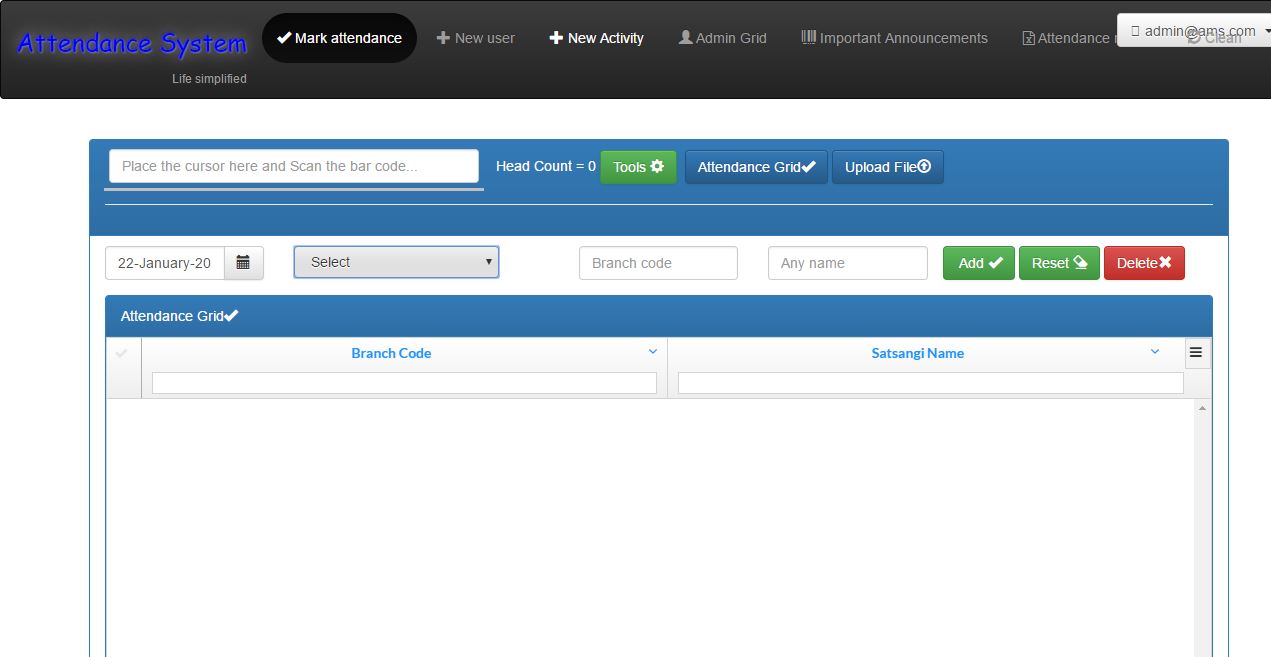 Attendance System
Mark attendance
New user
New Activity
Admin Grid
Important Announcements
Attendance
admin@ams.com
Clean
Life simplified
Place the cursor here and Scan the bar code...
Head Count = 0
Tools
Attendance Grid
Upload File
22-January-20
Select
Branch code
Any name
Add
Reset
Delete
Attendance Grid
Branch Code
Satsangi Name